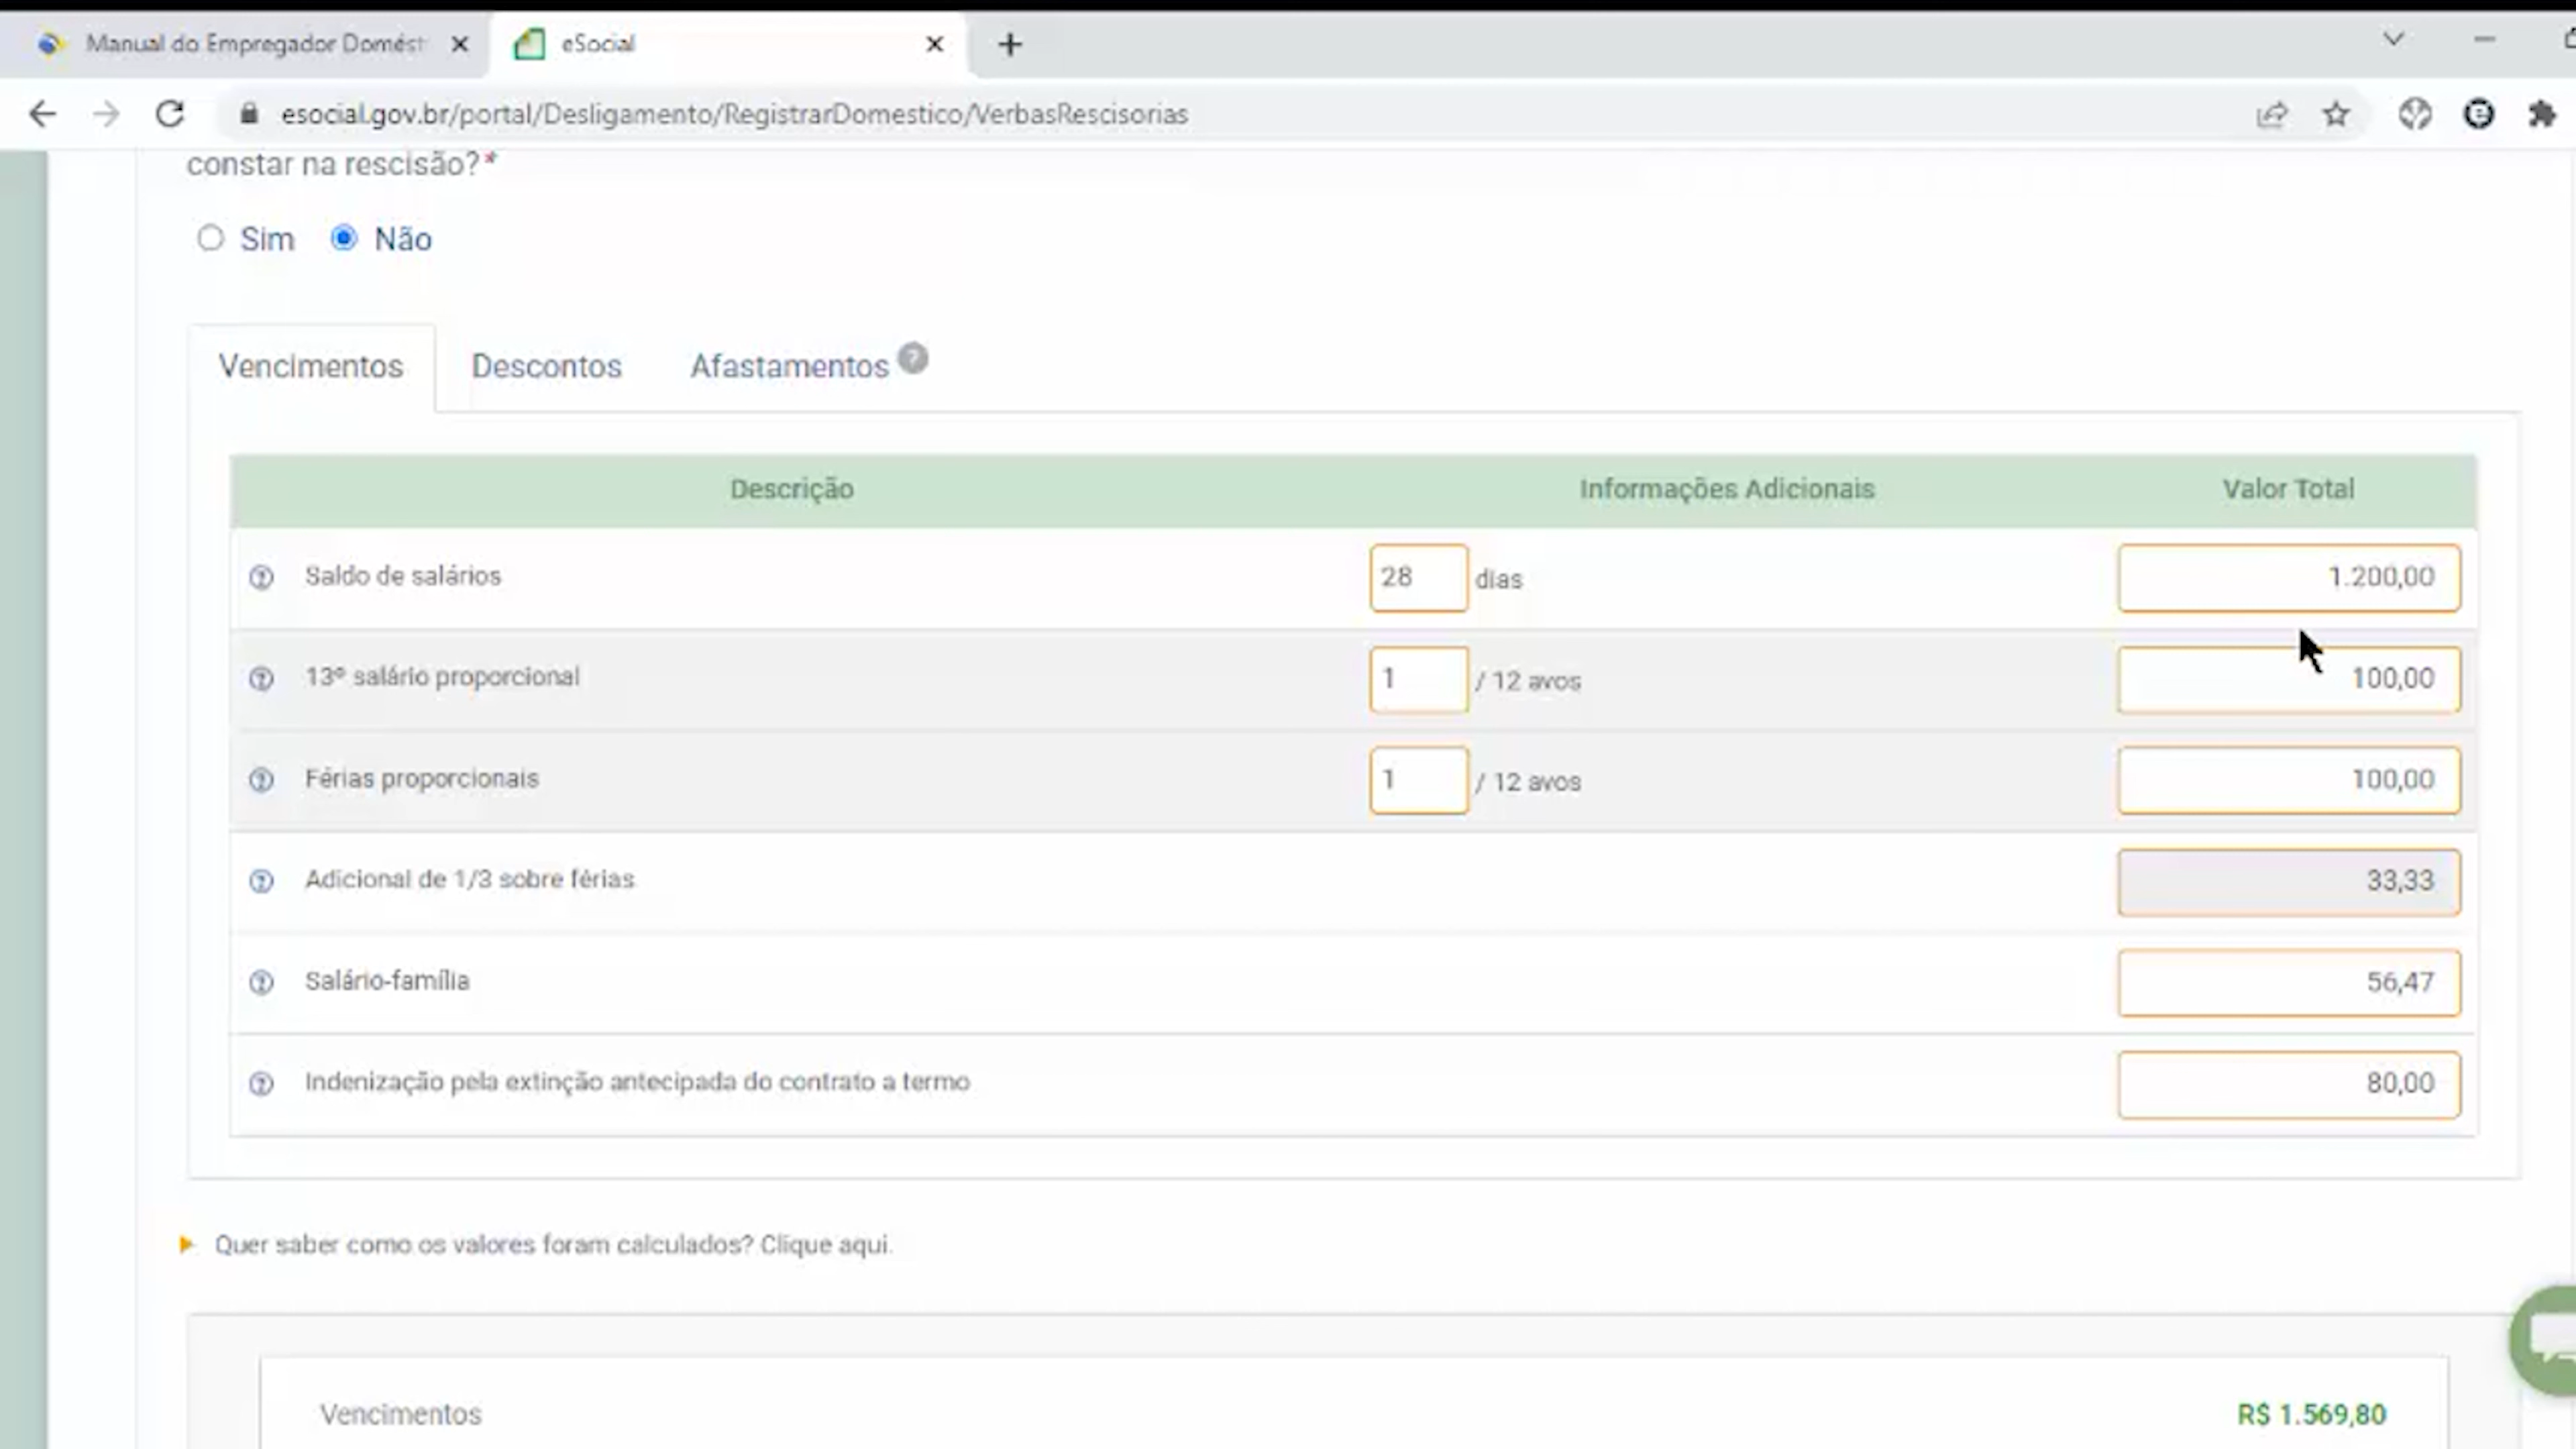 Manual do Empregador Domést
eSocial
esocial.gov.br/portal/Desligamento/RegistrarDomestico/VerbasRescisorias
constar na rescisão?*
Sim Não
Vencimentos Descontos Afastamentos ?
Descrição Informações Adicionais Valor Total
Saldo de salários 28 dias 1.200,00
13º salário proporcional 1 / 12 avos 100,00
Férias proporcionais 1 / 12 avos 100,00
Adicional de 1/3 sobre férias 33,33
Salário-família 56,47
Indenização pela extinção antecipada do contrato a termo 80,00
Quer saber como os valores foram calculados? Clique aqui.
Vencimentos R$ 1.569,80